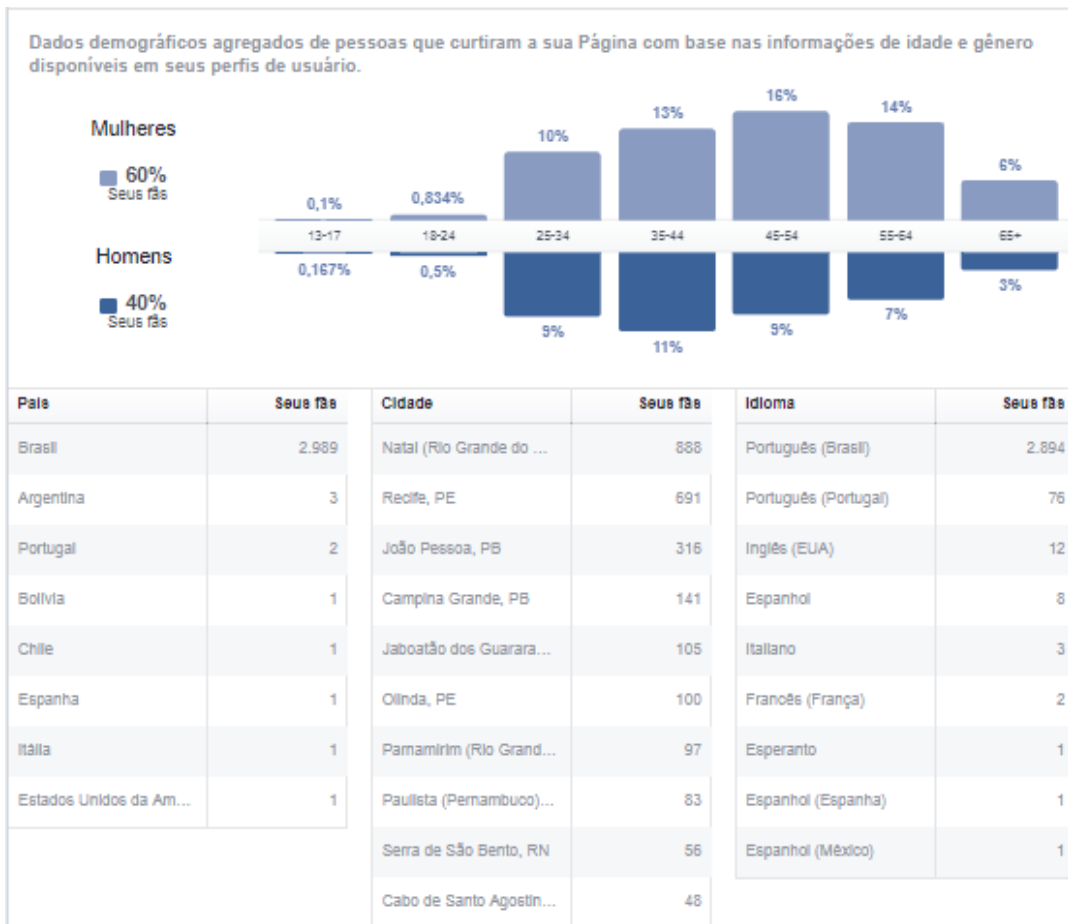 Dados demográficos agregados de pessoas que curtiram a sua Página com base nas informações de idade e gênero
disponíveis em seus perfis de usuário.
Mulheres
60%
Seus fãs
0,1% 0,834% 10% 13% 16% 14% 6%
13-17 18-24 25-34 35-44 45-54 55-64 65+
Homens
40%
Seus fãs
0,167% 0,5% 9% 11% 9% 7% 3%
País Seus fãs Cidade Seus fãs Idioma Seus fãs
Brasil 2.989 Natal (Rio Grande do ... 888 Português (Brasil) 2.894
Argentina 3 Recife, PE 691 Português (Portugal) 76
Portugal 2 João Pessoa, PB 316 Inglês (EUA) 12
Bolívia 1 Campina Grande, PB 141 Espanhol 8
Chile 1 Jaboatão dos Guarara... 105 Italiano 3
Espanha 1 Olinda, PE 100 Francês (França) 2
Itália 1 Parnamirim (Rio Grand... 97 Esperanto 1
Estados Unidos da Am... 1 Paulista (Pernambuco)... 83 Espanhol (Espanha) 1
Serra de São Bento, RN 56 Espanhol (México) 1
Cabo de Santo Agostin... 48